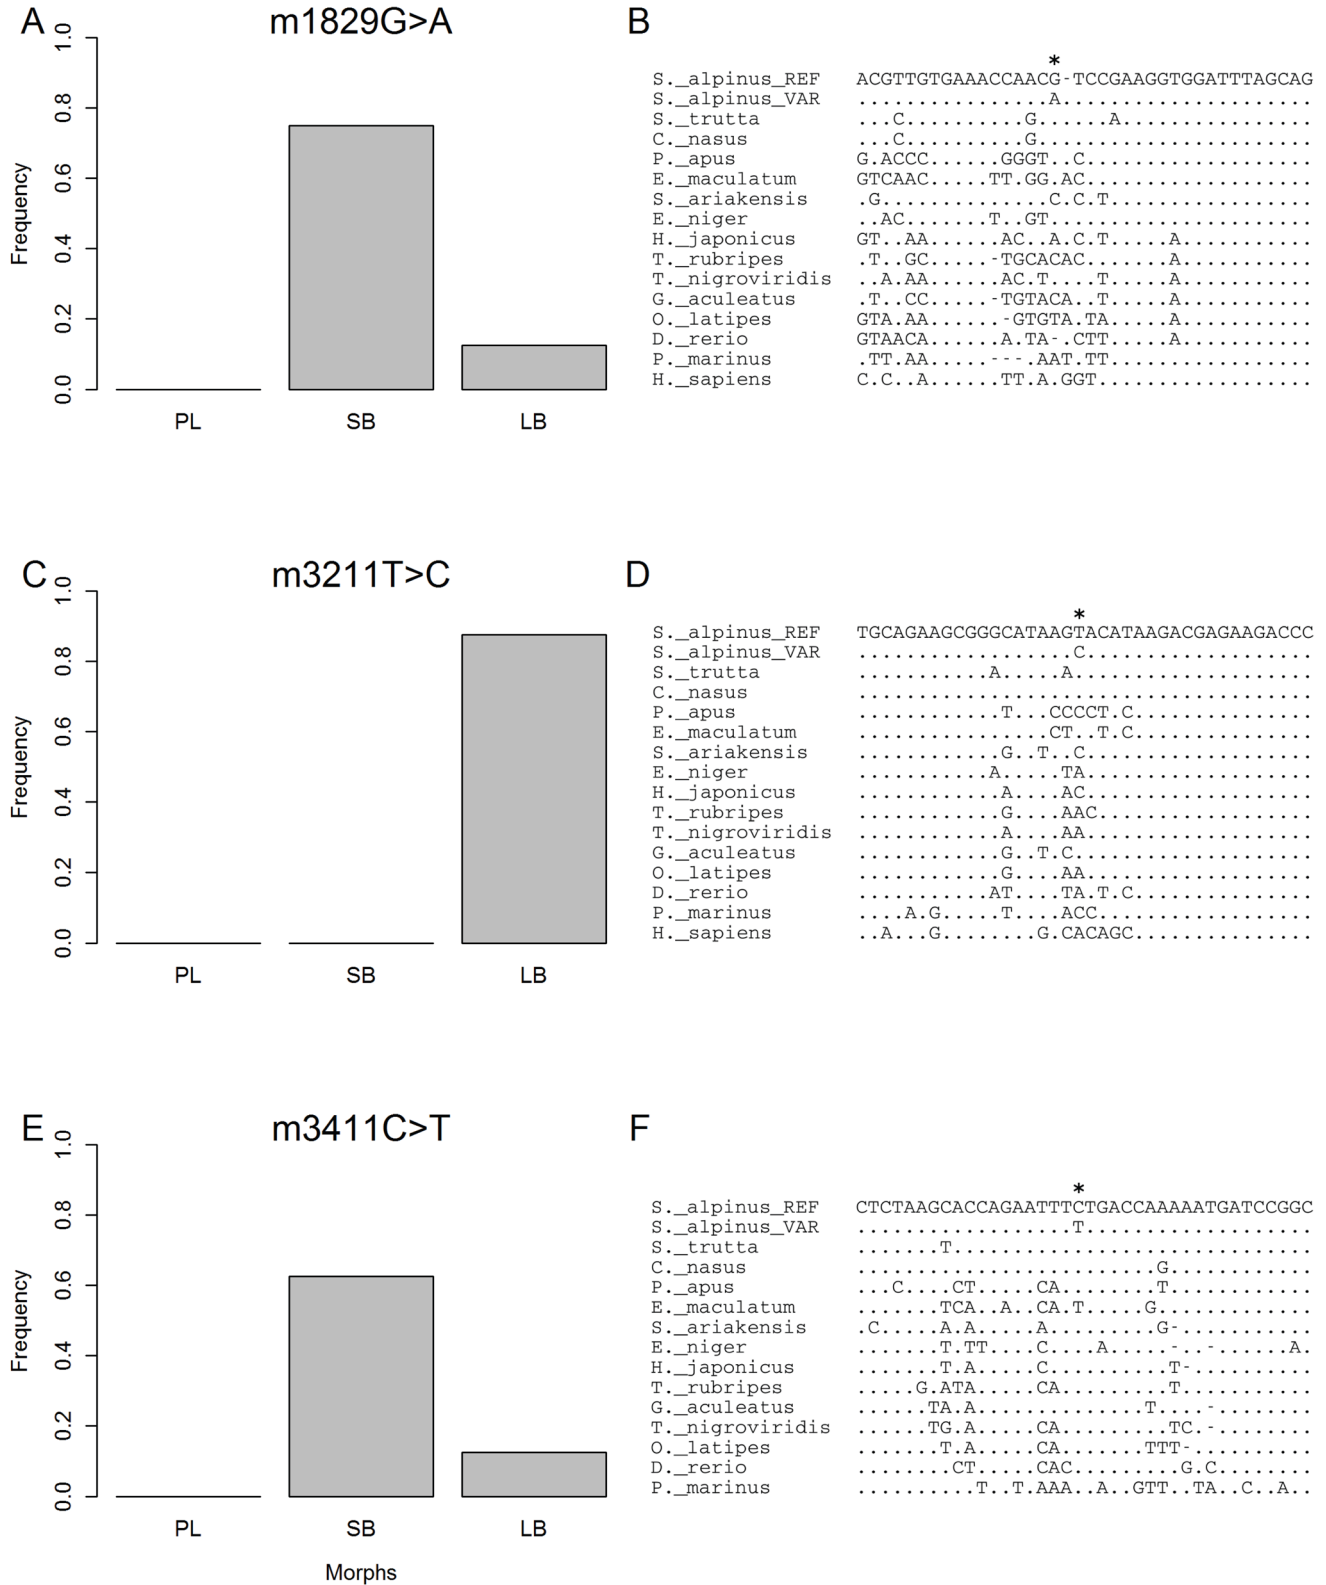 A
m1829G>A
Frequency
0.0 0.2 0.4 0.6 0.8 1.0
PL SB LB
B
*
S._alpinus_REF ACGTTGTGAAACCAACG-TCCGAAGGTGGATTTAGCAG
S._alpinus_VAR ................A.....................
S._trutta ...C..........G......A................
C._nasus ...C..........G.......................
P._apus G.ACCC......GGGT..C...................
E._maculatum GTCAAC.....TT.GG.AC...................
S._ariakensis .G..............C.C.T.................
E._niger ..AC.......T..GT......................
H._japonicus GT..AA......AC..A.C.T.....A...........
T._rubripes .T..GC.....-TGCACAC.......A...........
T._nigroviridis ..A.AA......AC.T....T.....A...........
G._aculeatus .T..CC.....-TGTACA..T.....A...........
O._latipes GTA.AA......-GTGTA.TA.....A...........
D._rerio GTAACA......A.TA-.CTT.....A...........
P._marinus .TT.AA.....---.AAT.TT.................
H._sapiens C.C..A......TT.A.GGT..................
C
m3211T>C
Frequency
0.0 0.2 0.4 0.6 0.8 1.0
PL SB LB
D
*
S._alpinus_REF TGCAGAAGCGGGCATAAGTACATAAGACGAGAAGACCC
S._alpinus_VAR ..................C...................
S._trutta ...........A.....A....................
C._nasus ......................................
P._apus ............T...CCCCT.C...............
E._maculatum ................CT..T.C...............
S._ariakensis ............G..T..C...................
E._niger ...........A.....TA...................
H._japonicus ............A....AC...................
T._rubripes ............G....AAC..................
T._nigroviridis ............A....AA...................
G._aculeatus ............G..T.C....................
O._latipes ............G....AA...................
D._rerio ...........AT....TA.T.C...............
P._marinus ....A.G.....T....ACC..................
H._sapiens ..A...G........G.CACAGC...............
E
m3411C>T
Frequency
0.0 0.2 0.4 0.6 0.8 1.0
PL SB LB
Morphs
F
*
S._alpinus_REF CTCTAAGCACCAGAATTTCTGACCAAAAATGATCCGGC
S._alpinus_VAR ..................T...................
S._trutta .......T..............................
C._nasus .........................G............
P._apus ...C....CT.....CA........T............
E._maculatum .......TCA..A..CA.T.....G.............
S._ariakensis .C.....A.A.....A.........G-...........
E._niger .......T.TT....C....A.....-..-......A.
H._japonicus .......T.A.....C..........T-..........
T._rubripes .....G.ATA.....CA.........T...........
G._aculeatus ......TA.A..............T....-........
T._nigroviridis ......TG.A.....CA.........TC.-........
O._latipes .......T.A.....CA.......TTT-..........
D._rerio ........CT.....CAC.........G.C........
P._marinus ..........T..T.AAA..A..GTT..TA..C..A..